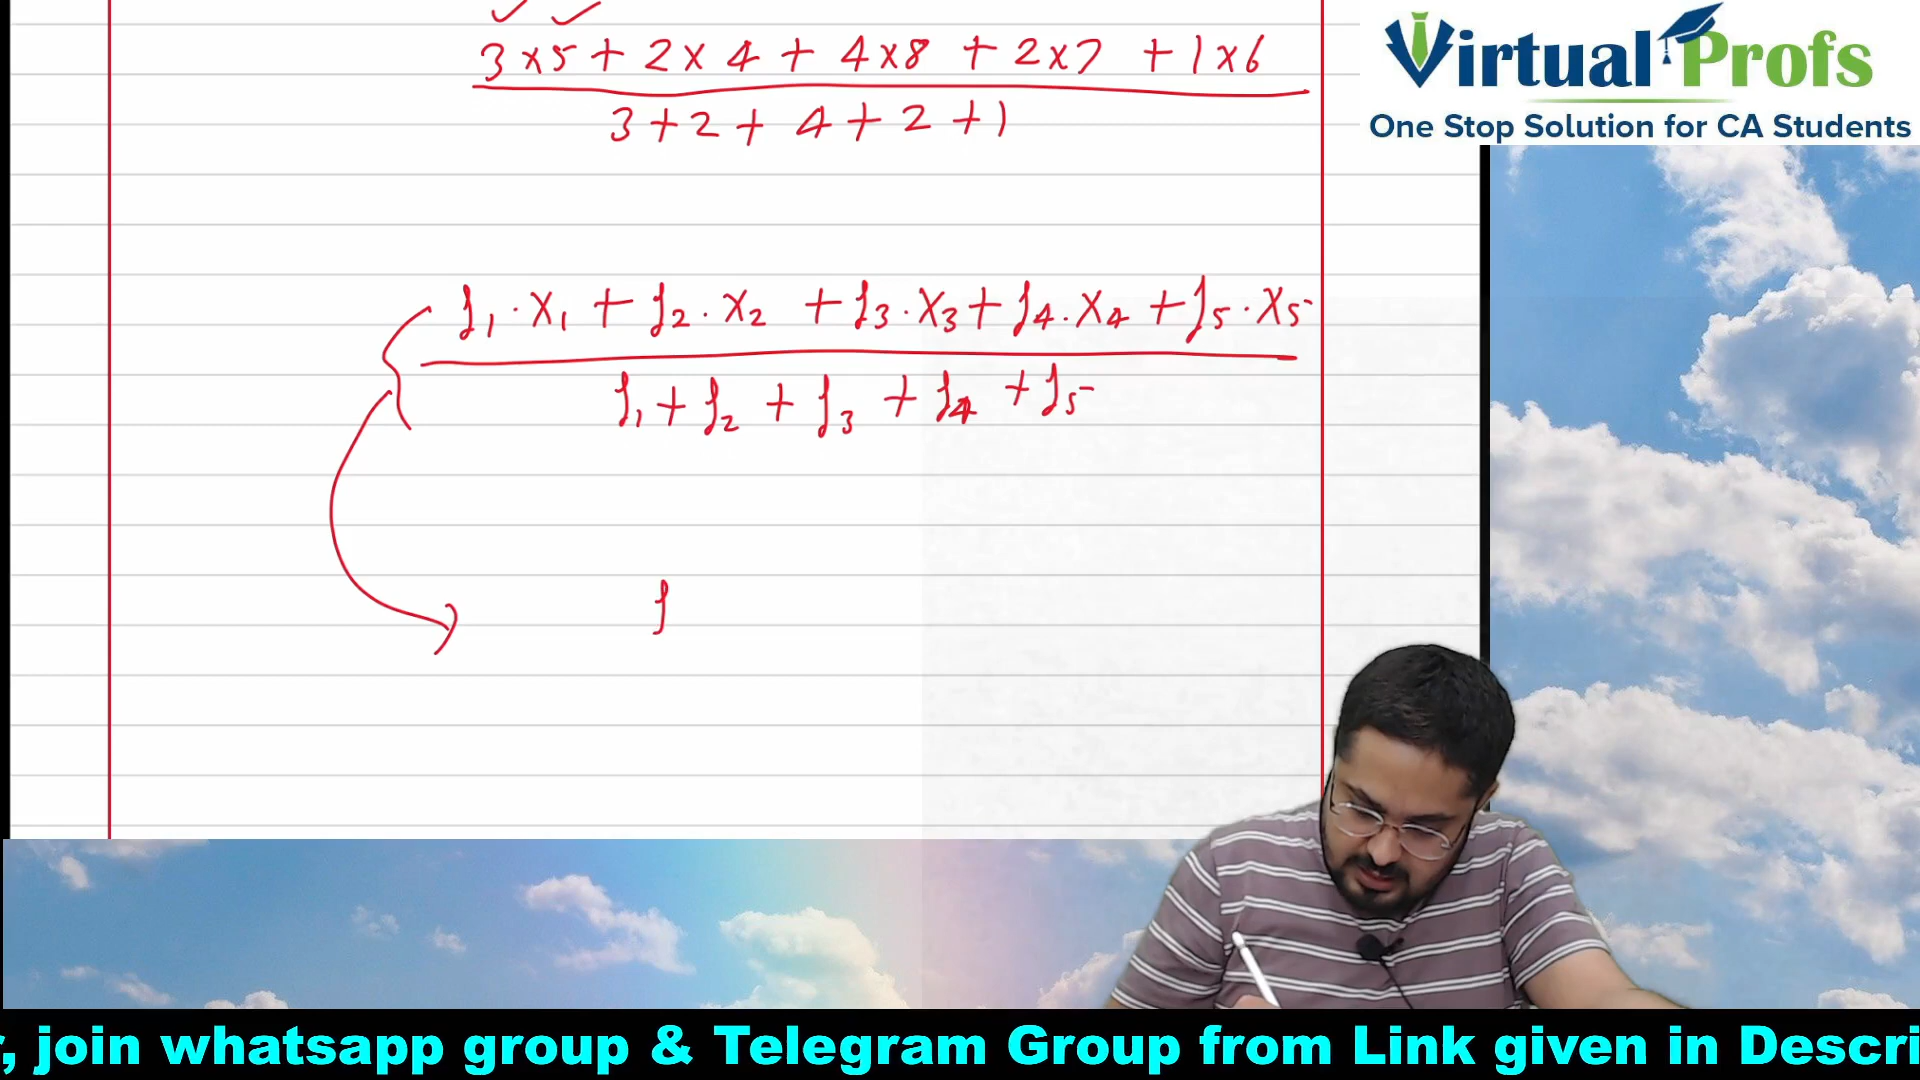 3 x 5 + 2 x 4 + 4 x 8 + 2 x 7 + 1 x 6
3 + 2 + 4 + 2 + 1
Virtual Profs
One Stop Solution for CA Students
f₁ · x₁ + f₂ . x₂ + f₃ . x₃ + f₄ . x₄ + f₅ . x₅
f₁ + f₂ + f₃ + f₄ + f₅
f
, join whatsapp group & Telegram Group from Link given in Descri